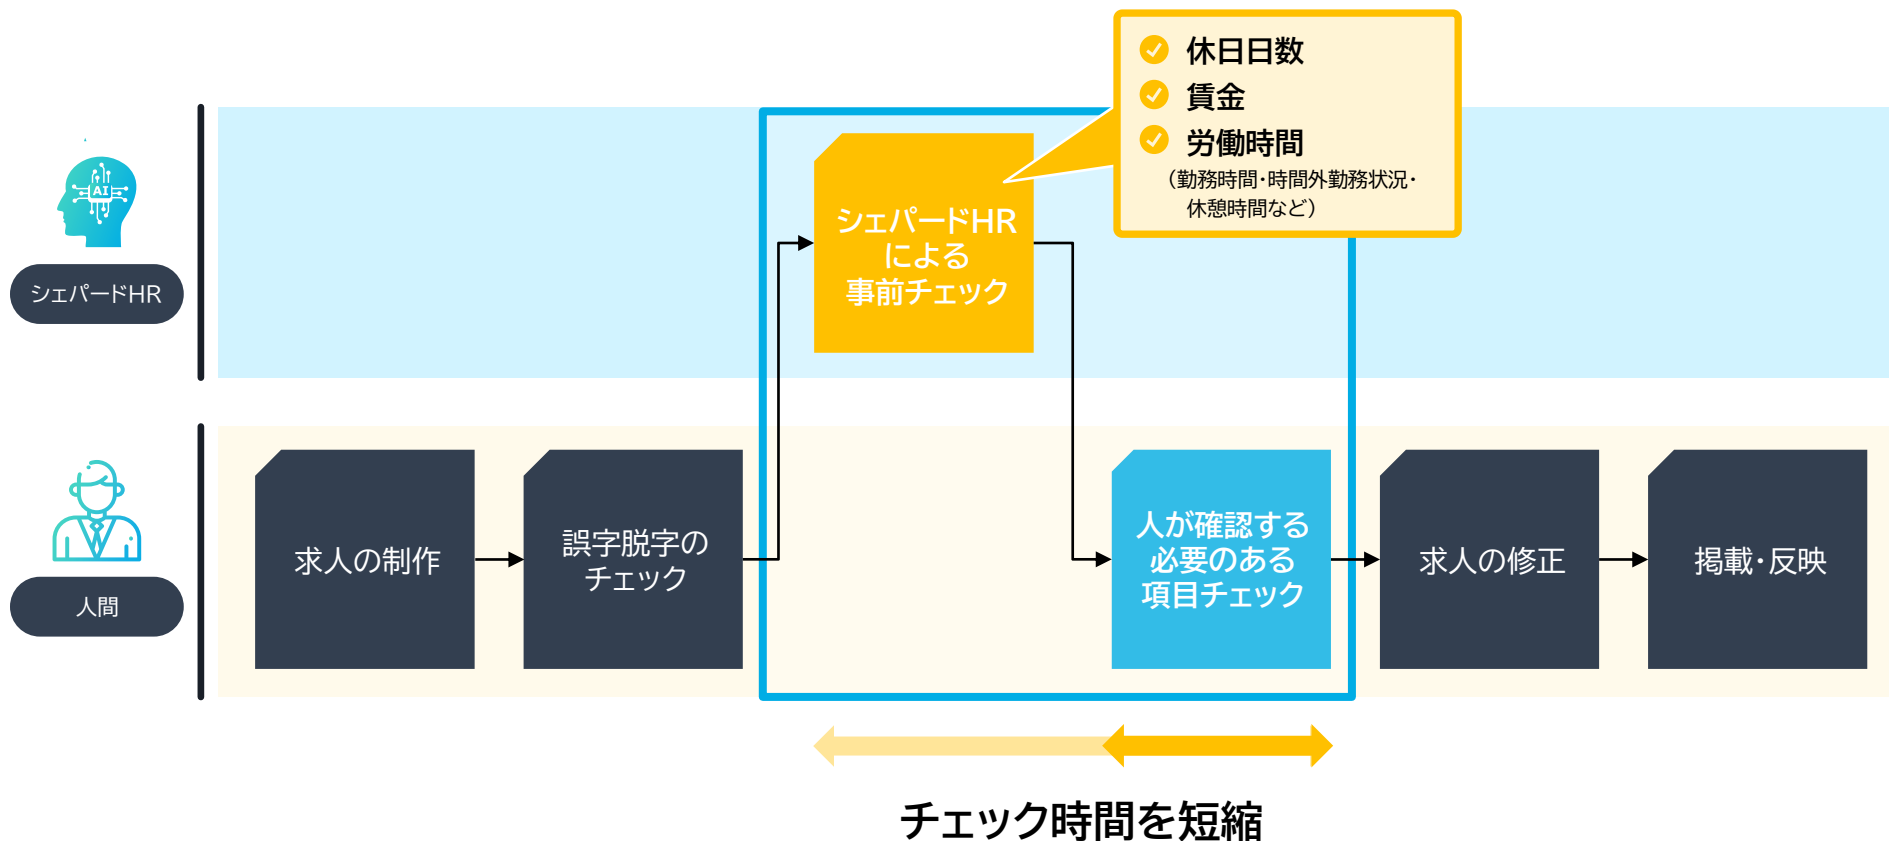 休日日数
賃金
労働時間
（勤務時間・時間外勤務状況・
休憩時間など）
AI
シェパードHR
シェパードHR
による
事前チェック
人間
求人の制作
誤字脱字の
チェック
人が確認する
必要のある
項目チェック
求人の修正
掲載・反映
チェック時間を短縮